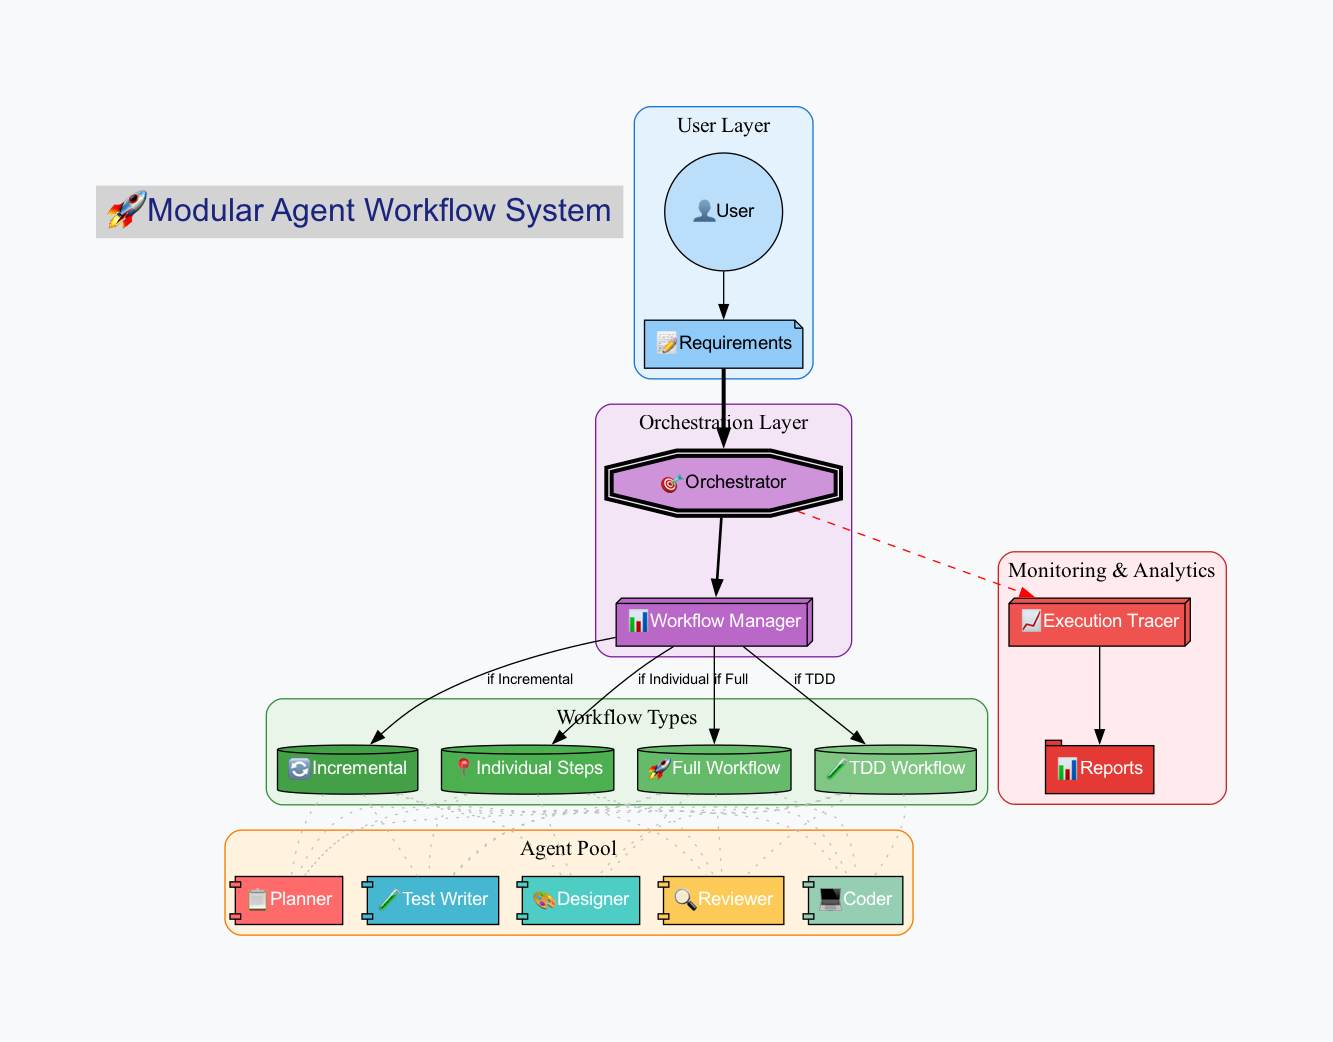 User Layer
🚀Modular Agent Workflow System
👤User
📝Requirements
Orchestration Layer
🎯Orchestrator
Monitoring & Analytics
📊Workflow Manager
📈Execution Tracer
if Incremental
if Individual
if Full
if TDD
Workflow Types
🔄Incremental
📍Individual Steps
🚀Full Workflow
🧪TDD Workflow
📊Reports
Agent Pool
📋Planner
🧪Test Writer
🎨Designer
🔍Reviewer
💻Coder